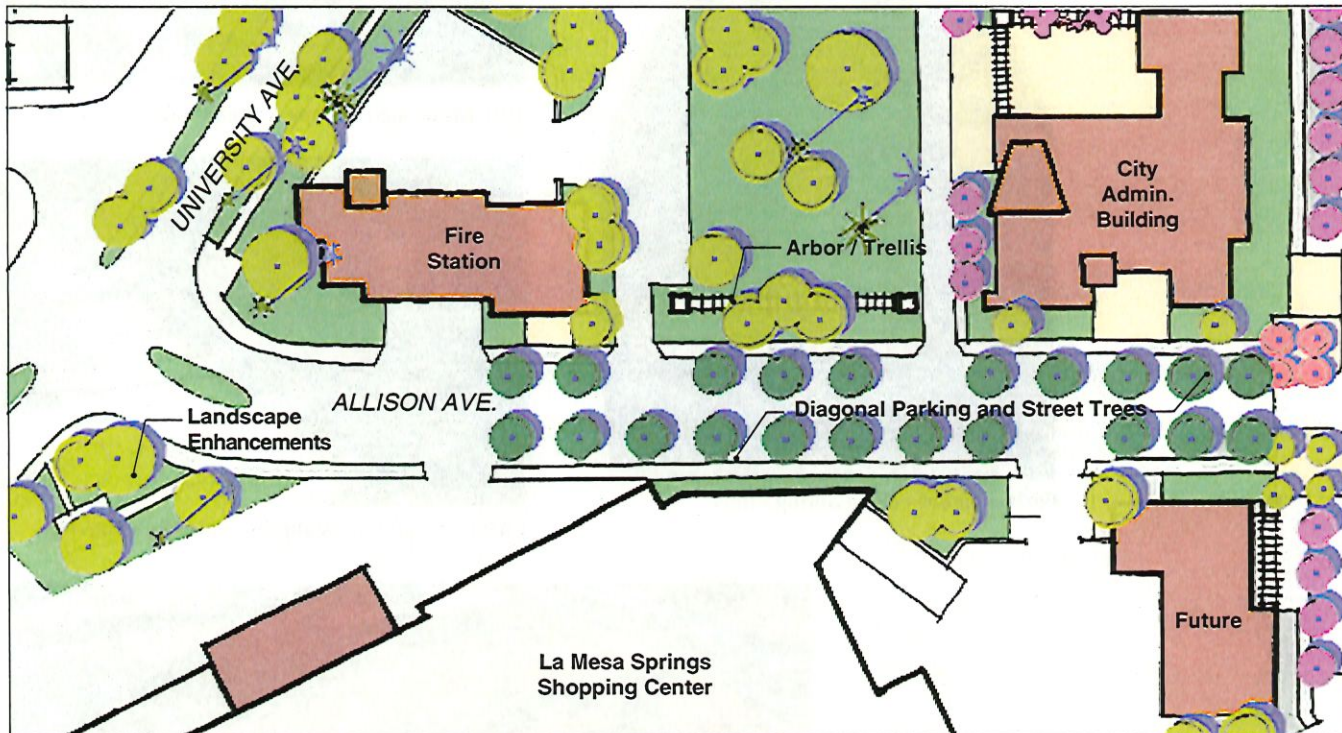 UNIVERSITY AVE.
Fire
Station
City
Admin.
Building
Arbor / Trellis
ALLISON AVE.
Landscape
Enhancements
Diagonal Parking and Street Trees
Future
La Mesa Springs
Shopping Center